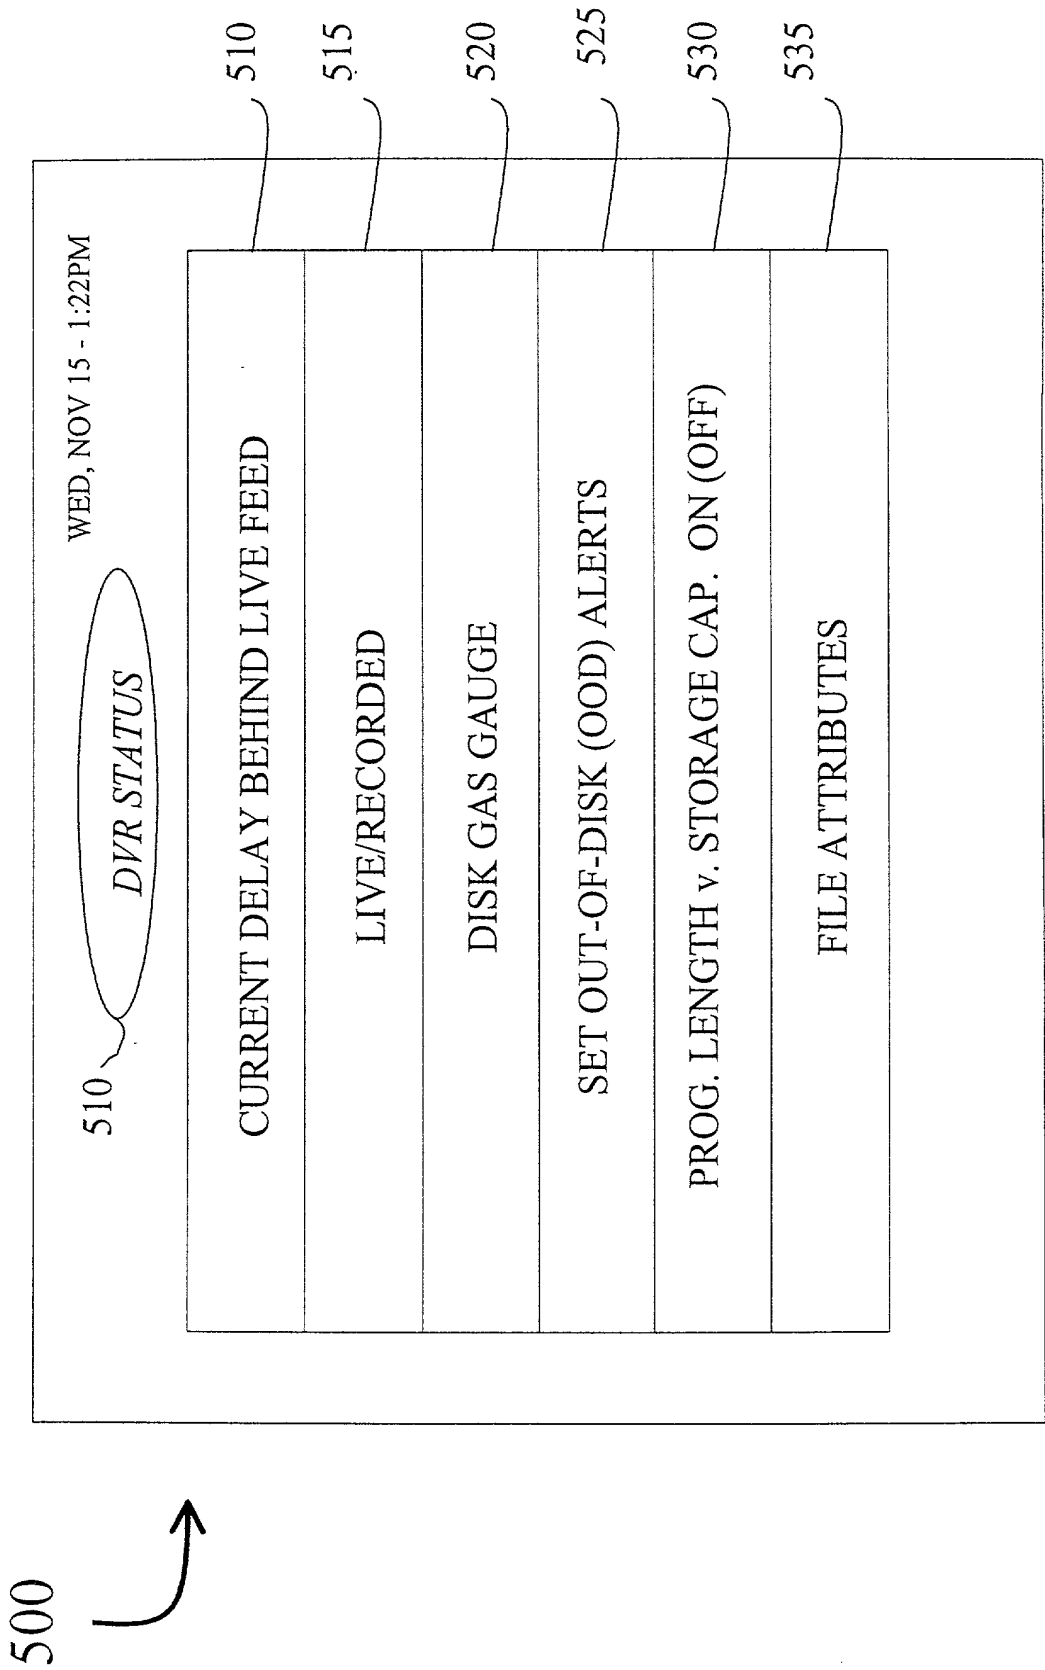 500
WED, NOV 15 - 1:22PM
510
DVR STATUS
CURRENT DELAY BEHIND LIVE FEED
510
LIVE/RECORDED
515
DISK GAS GAUGE
520
SET OUT-OF-DISK (OOD) ALERTS
525
PROG. LENGTH v. STORAGE CAP. ON (OFF)
530
FILE ATTRIBUTES
535